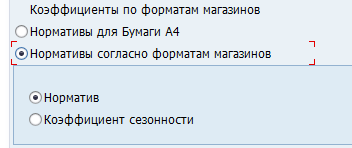 Коэффициенты по форматам магазинов
Нормативы для Бумаги А4
Нормативы согласно форматам магазинов
Норматив
Коэффициент сезонности